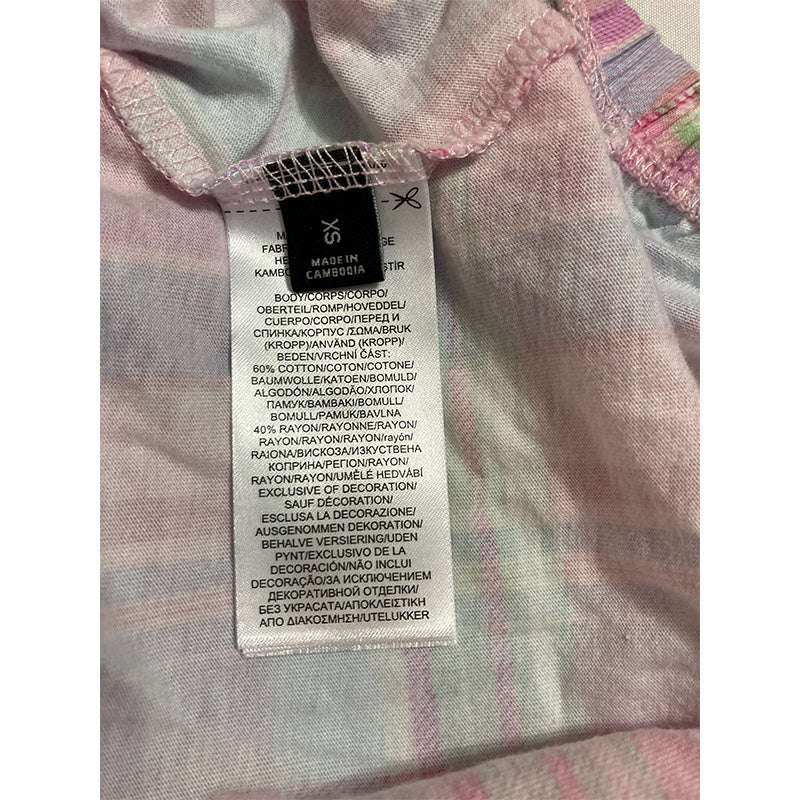 XS
MADE IN
CAMBODIA
BODY/CORPS/CORPO/
OBERTEIL/ROMP/HOVEDDEL/
CUERPO/CORPO/ПЕРЕД И
СПИНКА/КОРПУС /ΣΩΜΑ/BRUK
(KROPP)/ANVÄND (KROPP)/
BEDEN/VRCHNÍ ČÁST:
60% COTTON/COTON/COTONE/
BAUMWOLLE/KATOEN/BOMULD/
ALGODÓN/ALGODÃO/ХЛОПОК/
ПАМУК/ΒΑΜΒΑΚΙ/BOMULL/
BOMULL/PAMUK/BAVLNA
40% RAYON/RAYONNE/RAYON/
RAYON/RAYON/RAYON/rayón/
RAIONA/ВИСКОЗА/ИЗКУСТВЕНА
КОПРИНА/ΡΕΓΙΟΝ/RAYON/
RAYON/RAYON/UMĚLÉ HEDVÁBÍ
EXCLUSIVE OF DECORATION/
SAUF DÉCORATION/
ESCLUSA LA DECORAZIONE/
AUSGENOMMEN DEKORATION/
BEHALVE VERSIERING/UDEN
PYNT/EXCLUSIVO DE LA
DECORACIÓN/NÃO INCLUI
DECORAÇÃO/ЗА ИСКЛЮЧЕНИЕМ
ДЕКОРАТИВНОЙ ОТДЕЛКИ/
БЕЗ УКРАСАТА/ΑΠΟΚΛΕΙΣΤΙΚΗ
ΑΠΟ ΔΙΑΚΟΣΜΗΣΗ/UTELUKKER